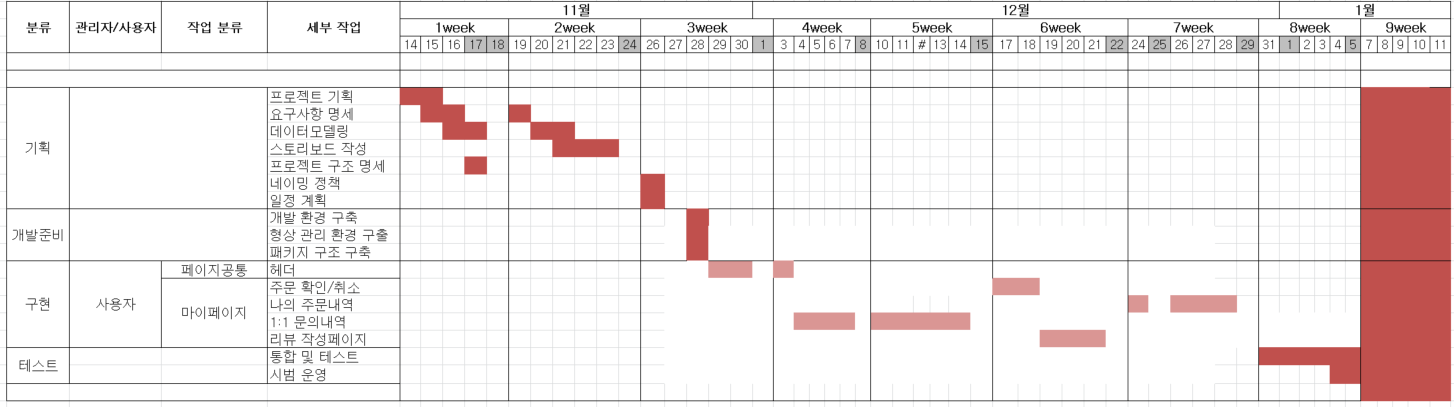 분류 관리자/사용자 작업 분류 세부 작업 11월 12월 1월
1week 2week 3week 4week 5week 6week 7week 8week 9week
14 15 16 17 18 19 20 21 22 23 24 26 27 28 29 30 1 3 4 5 6 7 8 10 11 # 13 14 15 17 18 19 20 21 22 24 25 26 27 28 29 31 1 2 3 4 5 7 8 9 10 11
프로젝트 기획
요구사항 명세
데이터모델링
기획 스토리보드 작성
프로젝트 구조 명세
네이밍 정책
일정 계획
개발 환경 구축
개발준비 형상 관리 환경 구출
패키지 구조 구축
페이지공통 헤더
주문 확인/취소
구현 사용자 마이페이지 나의 주문내역
1:1 문의내역
리뷰 작성페이지
테스트 통합 및 테스트
시범 운영